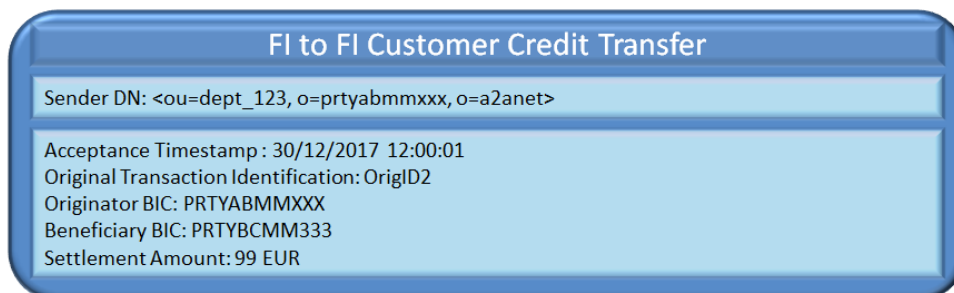 FI to FI Customer Credit Transfer
Sender DN: <ou=dept_123, o=prtyabmmxxx, o=a2anet>
Acceptance Timestamp : 30/12/2017 12:00:01
Original Transaction Identification: OrigID2
Originator BIC: PRTYABMMXXX
Beneficiary BIC: PRTYBCMM333
Settlement Amount: 99 EUR